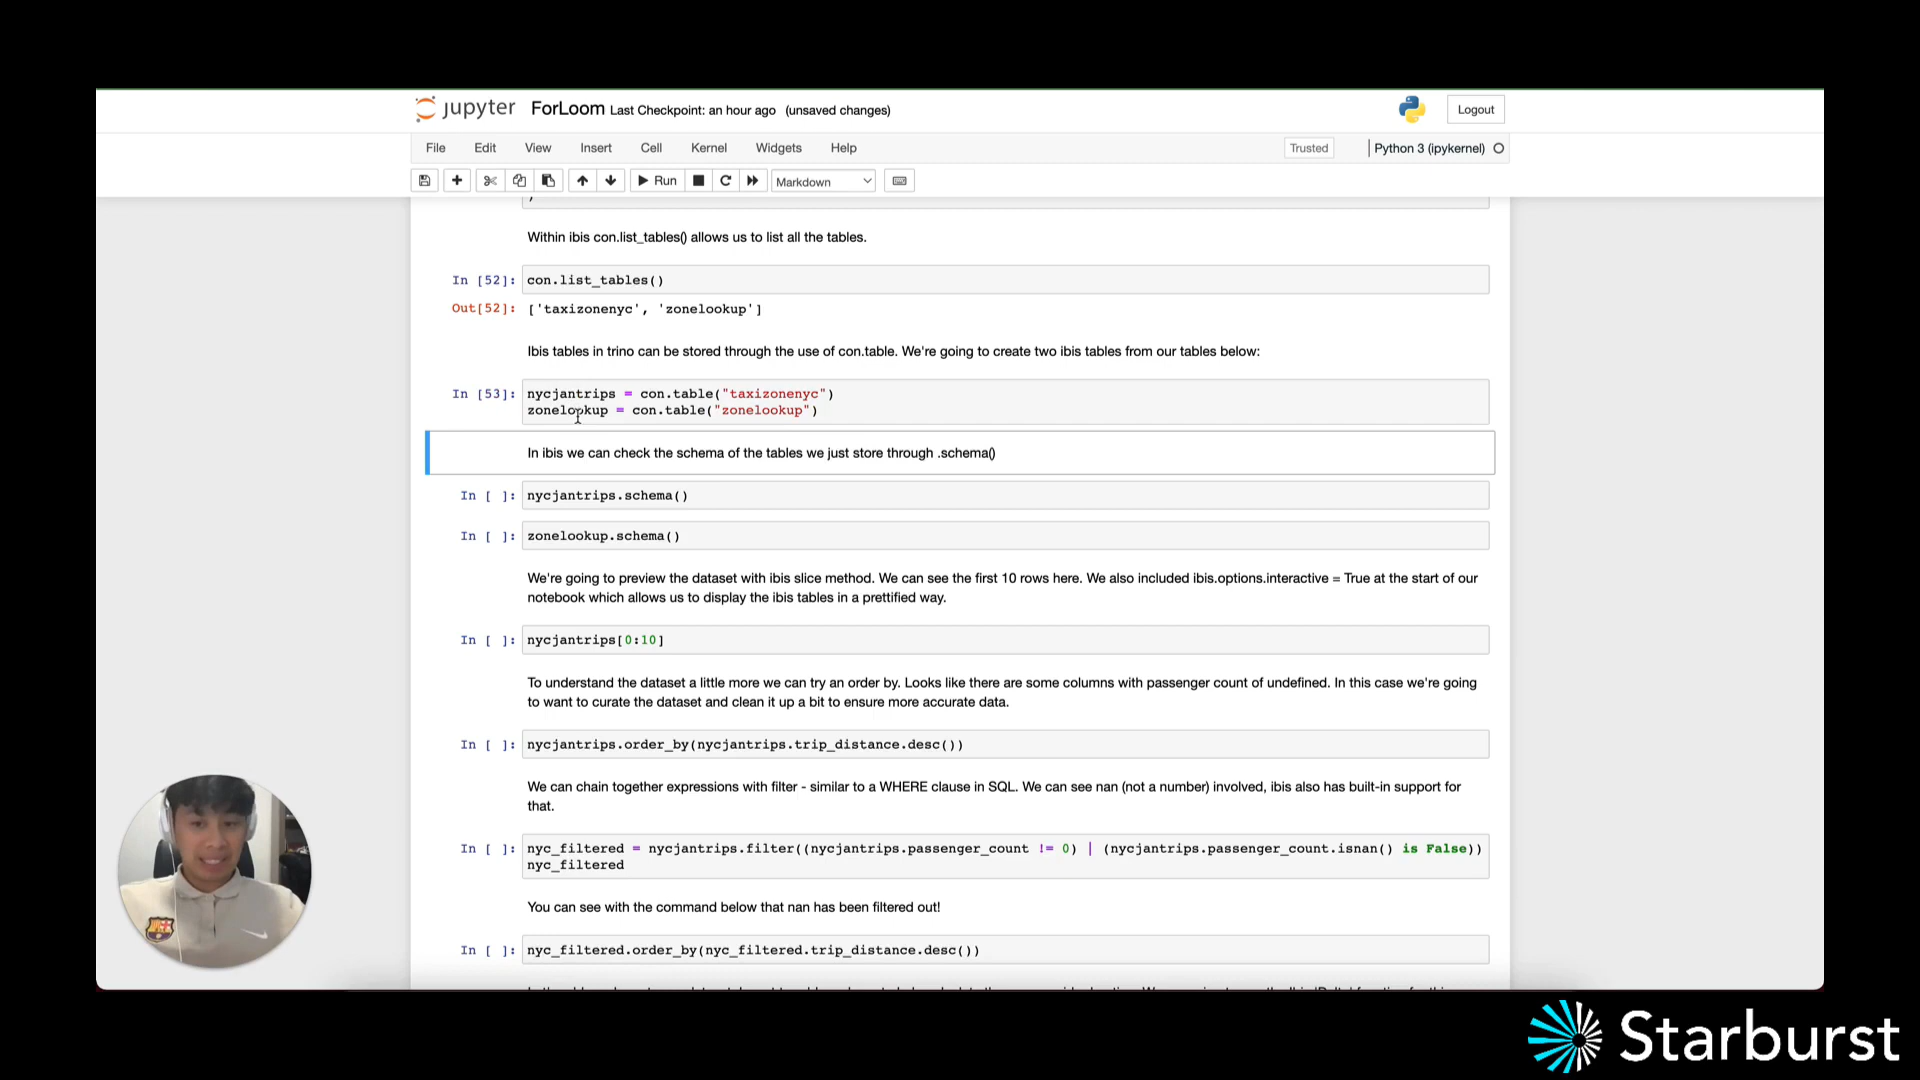 jupyter ForLoom Last Checkpoint: an hour ago (unsaved changes)
Logout
File Edit View Insert Cell Kernel Widgets Help
Trusted Python 3 (ipykernel)
Run Markdown
Within ibis con.list_tables() allows us to list all the tables.
In [52]: con.list_tables()
Out[52]: ['taxizonenyc', 'zonelookup']
Ibis tables in trino can be stored through the use of con.table. We're going to create two ibis tables from our tables below:
In [53]: nycjantrips = con.table("taxizonenyc")
zonelookup = con.table("zonelookup")
In ibis we can check the schema of the tables we just store through .schema()
In [ ]: nycjantrips.schema()
In [ ]: zonelookup.schema()
We're going to preview the dataset with ibis slice method. We can see the first 10 rows here. We also included ibis.options.interactive = True at the start of our
notebook which allows us to display the ibis tables in a prettified way.
In [ ]: nycjantrips[0:10]
To understand the dataset a little more we can try an order by. Looks like there are some columns with passenger count of undefined. In this case we're going
to want to curate the dataset and clean it up a bit to ensure more accurate data.
In [ ]: nycjantrips.order_by(nycjantrips.trip_distance.desc())
We can chain together expressions with filter - similar to a WHERE clause in SQL. We can see nan (not a number) involved, ibis also has built-in support for
that.
In [ ]: nyc_filtered = nycjantrips.filter((nycjantrips.passenger_count != 0) | (nycjantrips.passenger_count.isnan() is False))
nyc_filtered
You can see with the command below that nan has been filtered out!
In [ ]: nyc_filtered.order_by(nyc_filtered.trip_distance.desc())
Starburst